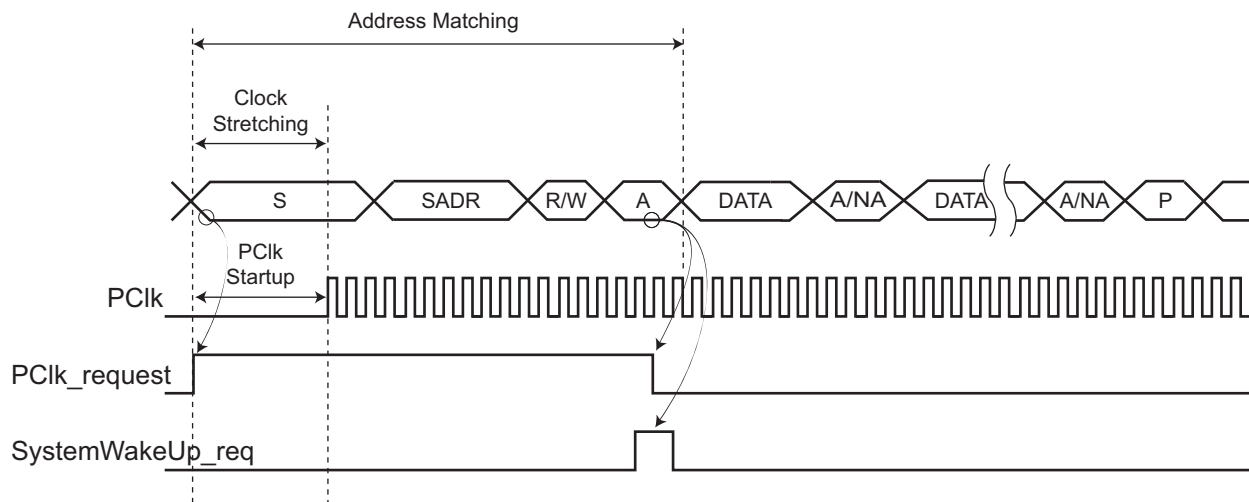 Address Matching
Clock
Stretching
S SADR R/W A DATA A/NA DATA A/NA P
PClk
Startup
PClk
PClk_request
SystemWakeUp_req